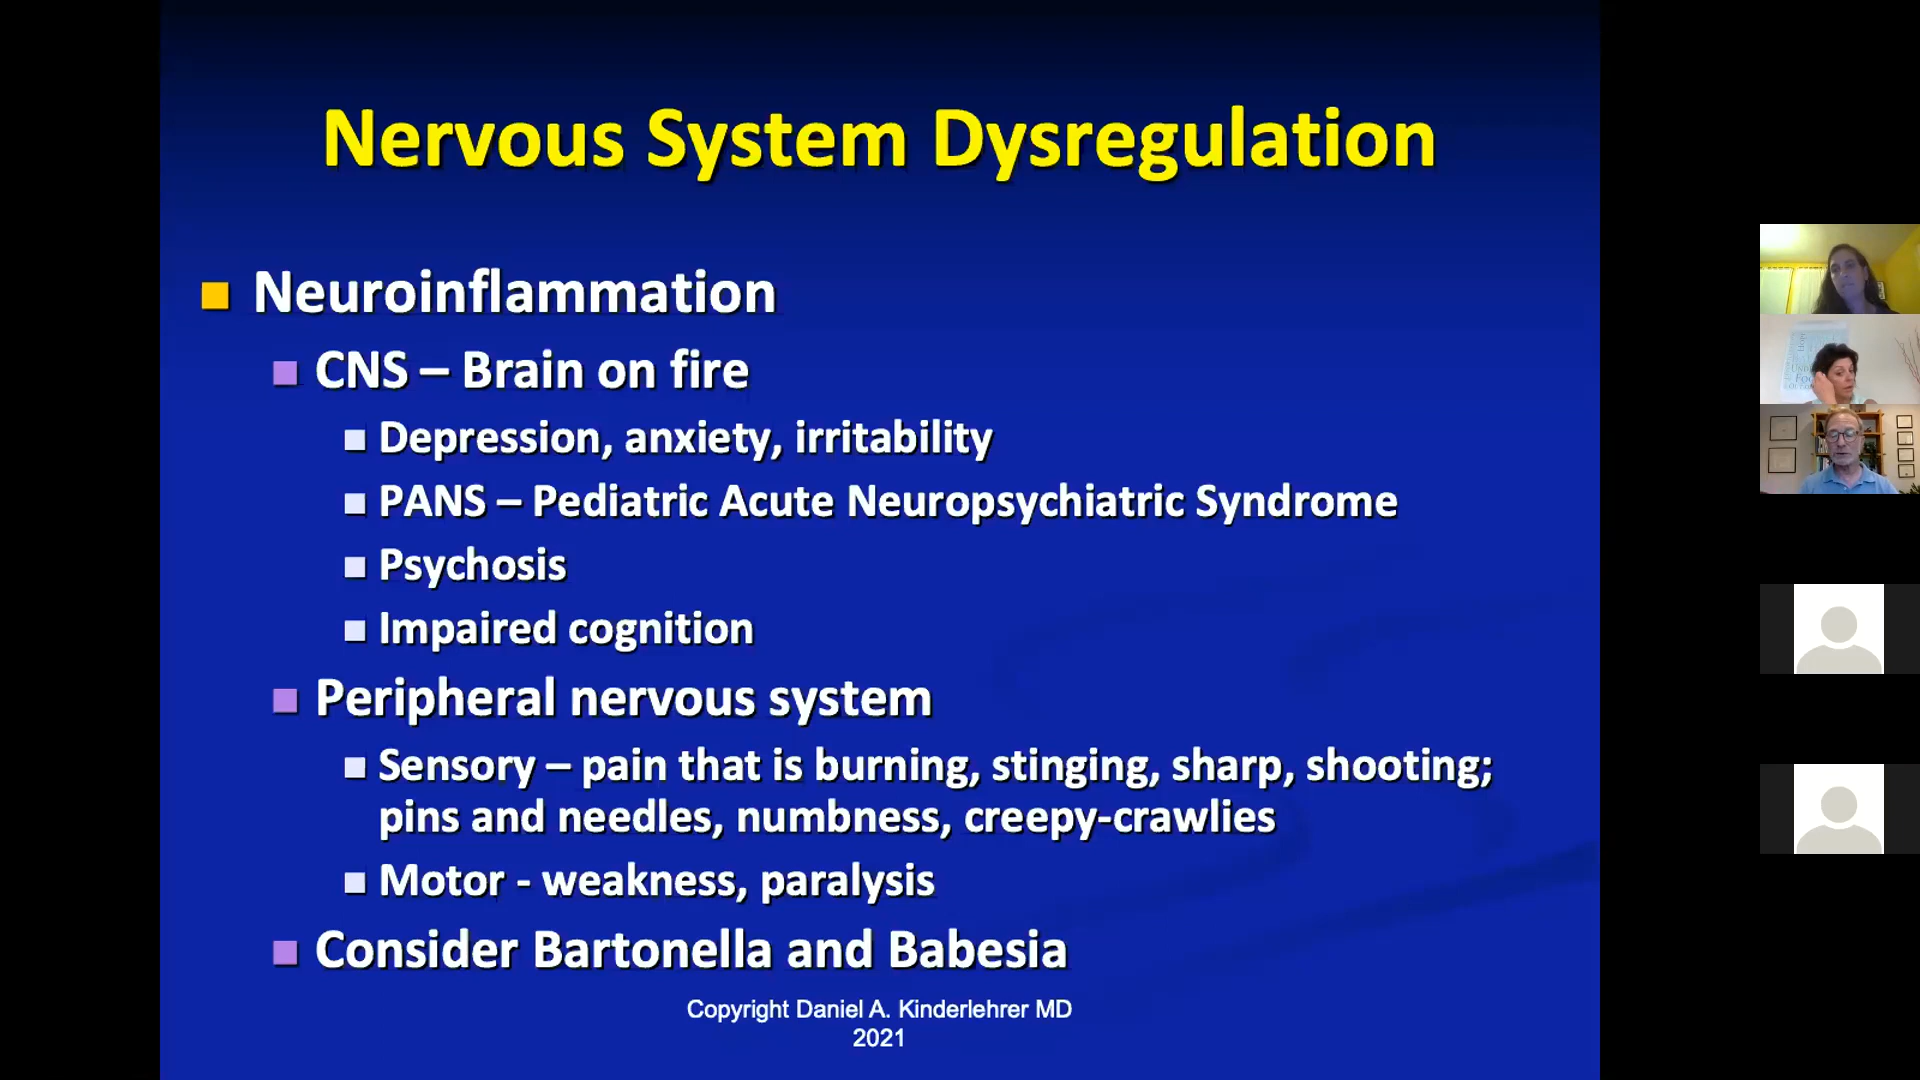 Nervous System Dysregulation
Neuroinflammation
CNS – Brain on fire
Depression, anxiety, irritability
PANS – Pediatric Acute Neuropsychiatric Syndrome
Psychosis
Impaired cognition
Peripheral nervous system
Sensory – pain that is burning, stinging, sharp, shooting;
pins and needles, numbness, creepy-crawlies
Motor - weakness, paralysis
Consider Bartonella and Babesia
Copyright Daniel A. Kinderlehrer MD
2021